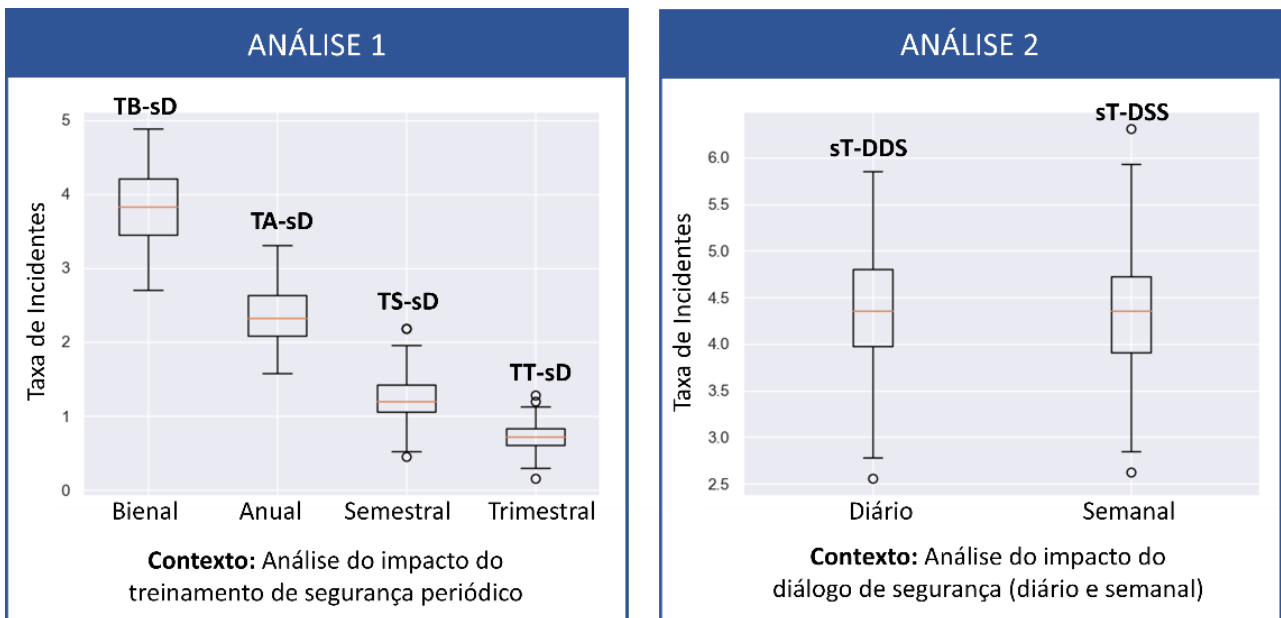 ANÁLISE 1
TB-sD
TA-sD
TS-sD
TT-sD
Taxa de Incidentes
5
4
3
2
1
0
Bienal Anual Semestral Trimestral
Contexto: Análise do impacto do
treinamento de segurança periódico
ANÁLISE 2
sT-DSS
sT-DDS
Taxa de Incidentes
6.0
5.5
5.0
4.5
4.0
3.5
3.0
2.5
Diário Semanal
Contexto: Análise do impacto do
diálogo de segurança (diário e semanal)